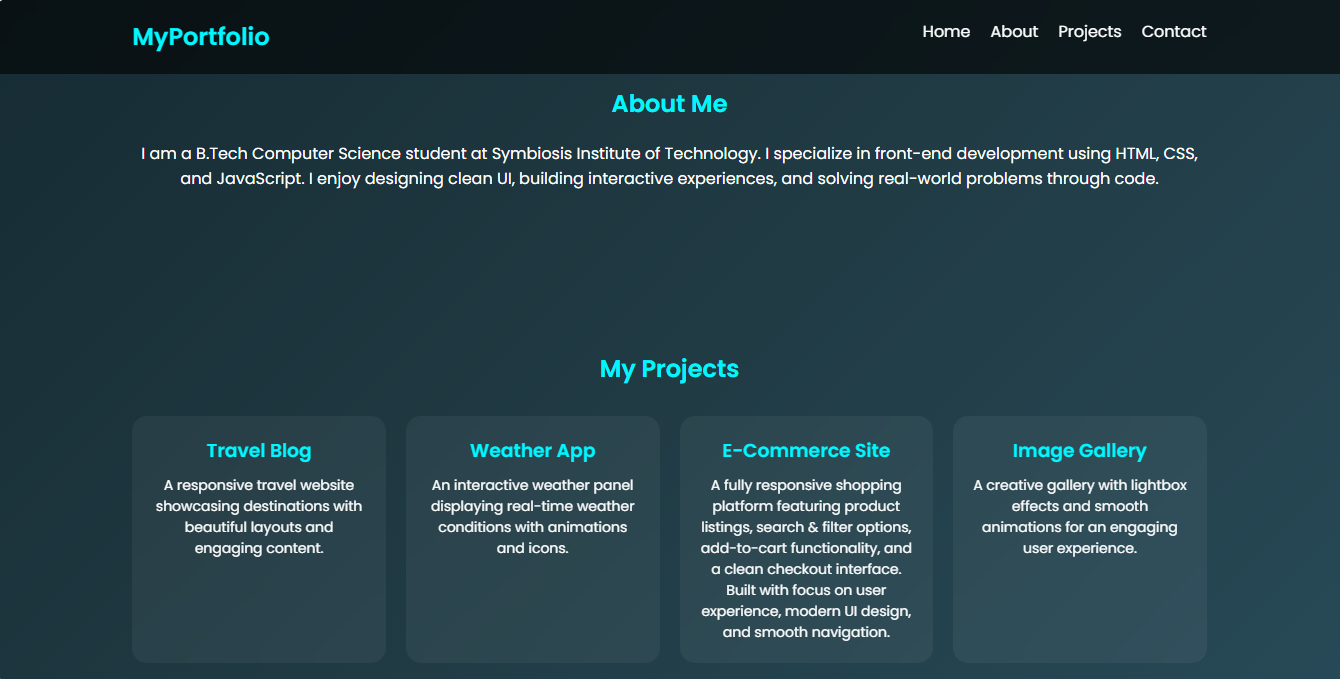 MyPortfolio
Home About Projects Contact
About Me
I am a B.Tech Computer Science student at Symbiosis Institute of Technology. I specialize in front-end development using HTML, CSS,
and JavaScript. I enjoy designing clean UI, building interactive experiences, and solving real-world problems through code.
My Projects
Travel Blog
A responsive travel website
showcasing destinations with
beautiful layouts and
engaging content.
Weather App
An interactive weather panel
displaying real-time weather
conditions with animations
and icons.
E-Commerce Site
A fully responsive shopping
platform featuring product
listings, search & filter options,
add-to-cart functionality, and
a clean checkout interface.
Built with focus on user
experience, modern UI design,
and smooth navigation.
Image Gallery
A creative gallery with lightbox
effects and smooth
animations for an engaging
user experience.